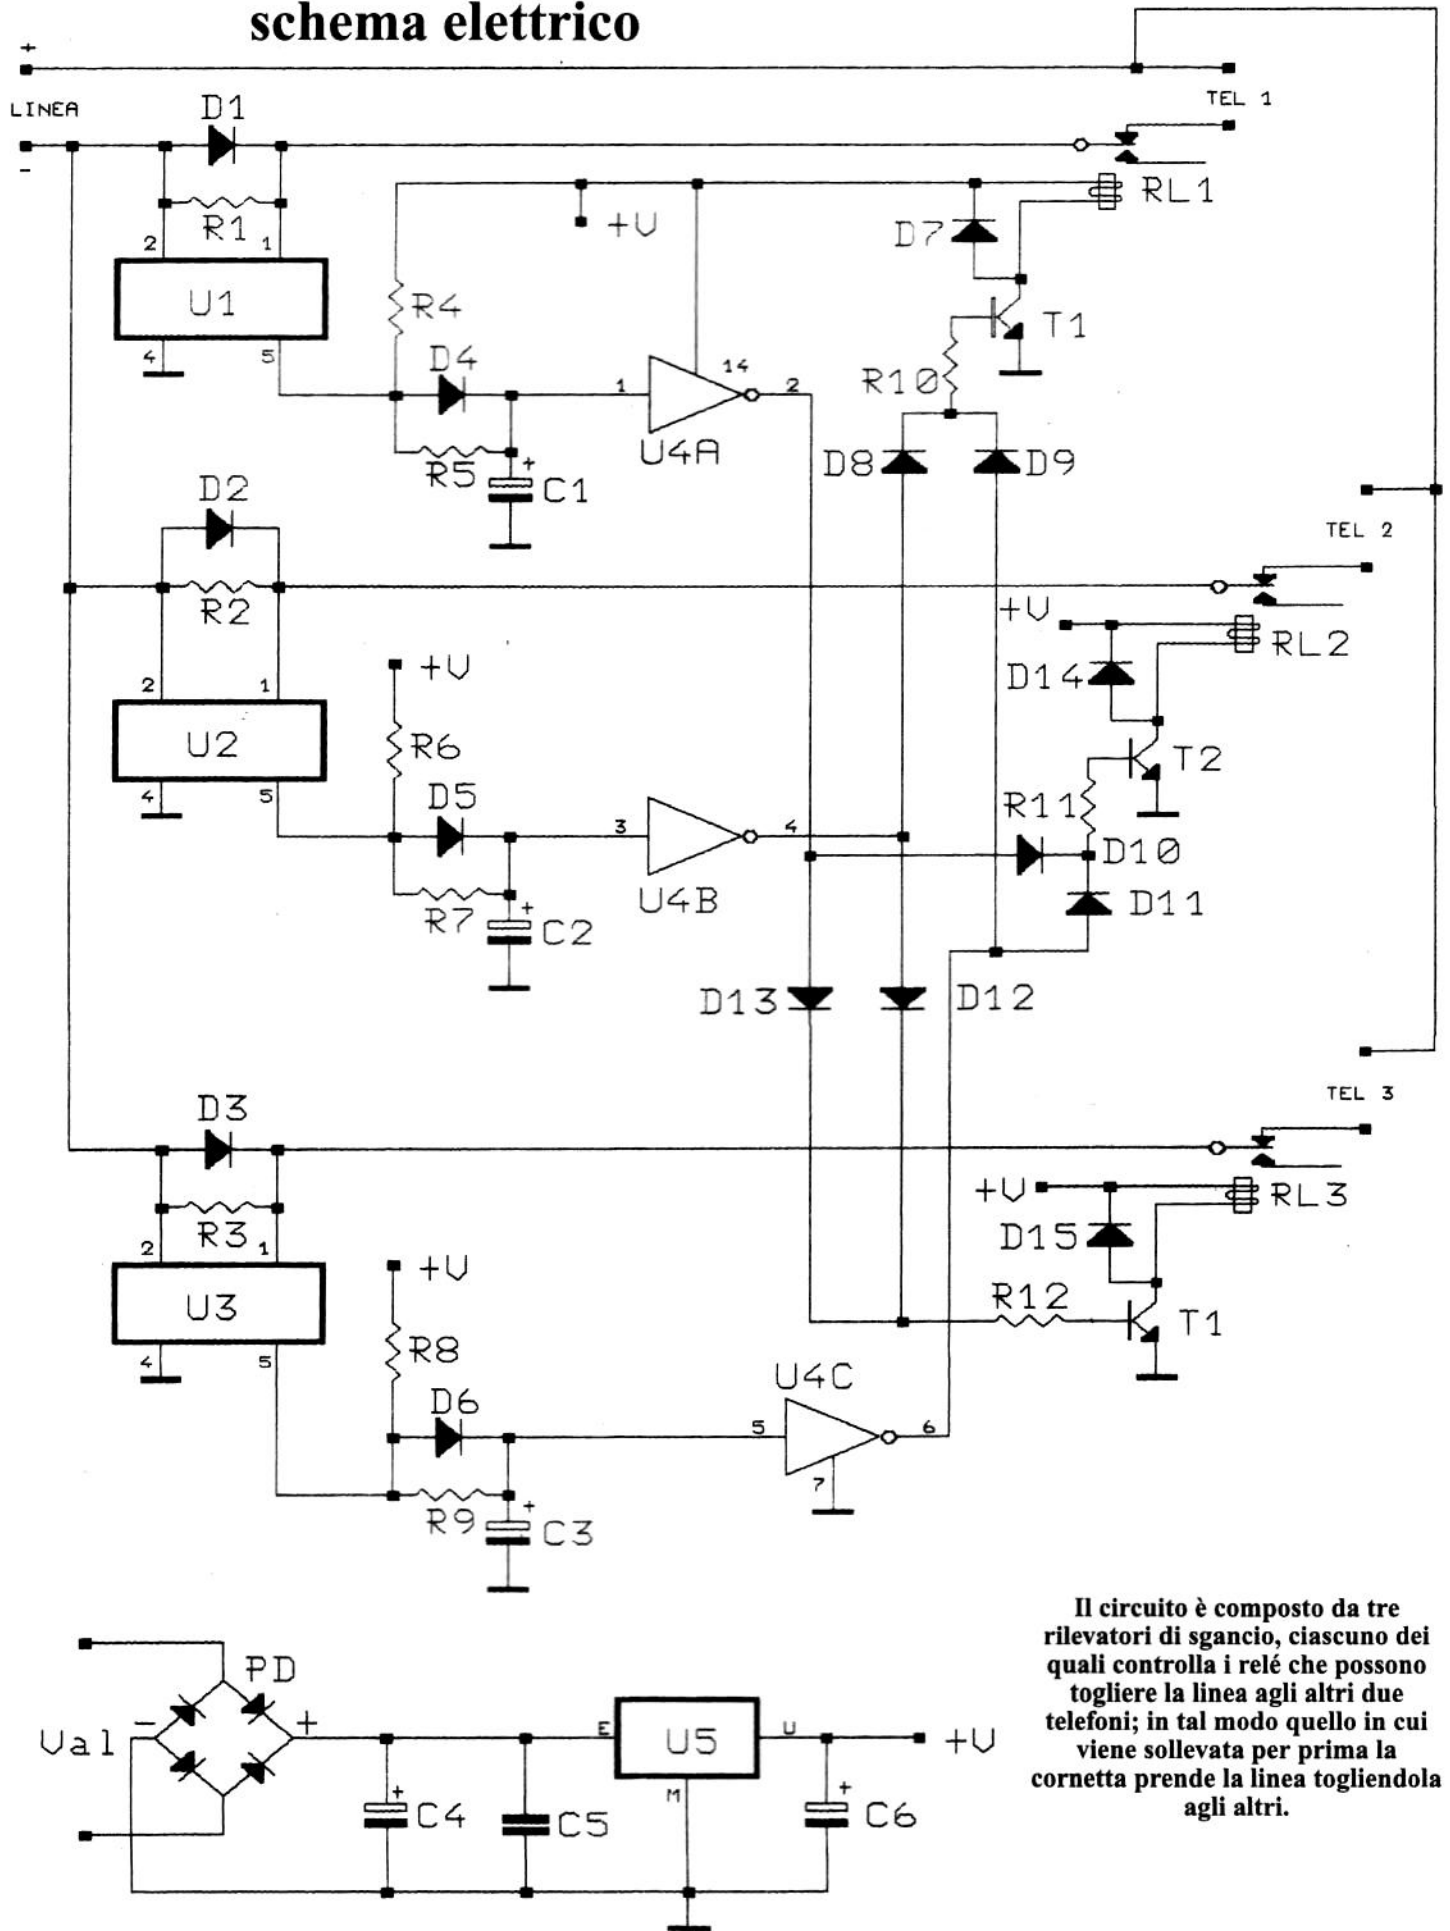 schema elettrico
+
LINEA
-
D1
TEL 1
R1
2 1
U1
4 5
+V
D7
RL1
R4
T1
D4
1
14
2
R10
U4A
R5
+
C1
D8
D9
D2
TEL 2
R2
+V
RL2
2 1
+V
D14
U2
R6
T2
4 5
D5
R11
3
4
D10
U4B
R7
+
C2
D11
D13
D12
D3
TEL 3
R3
+V
RL3
2 1
+V
D15
U3
R12
T1
4 5
R8
U4C
D6
5
6
7
R9
+
C3
PD
Val
-
+
E
U5
U
+V
M
+
C4
C5
+
C6
Il circuito è composto da tre
rilevatori di sgancio, ciascuno dei
quali controlla i relé che possono
togliere la linea agli altri due
telefoni; in tal modo quello in cui
viene sollevata per prima la
cornetta prende la linea togliendola
agli altri.